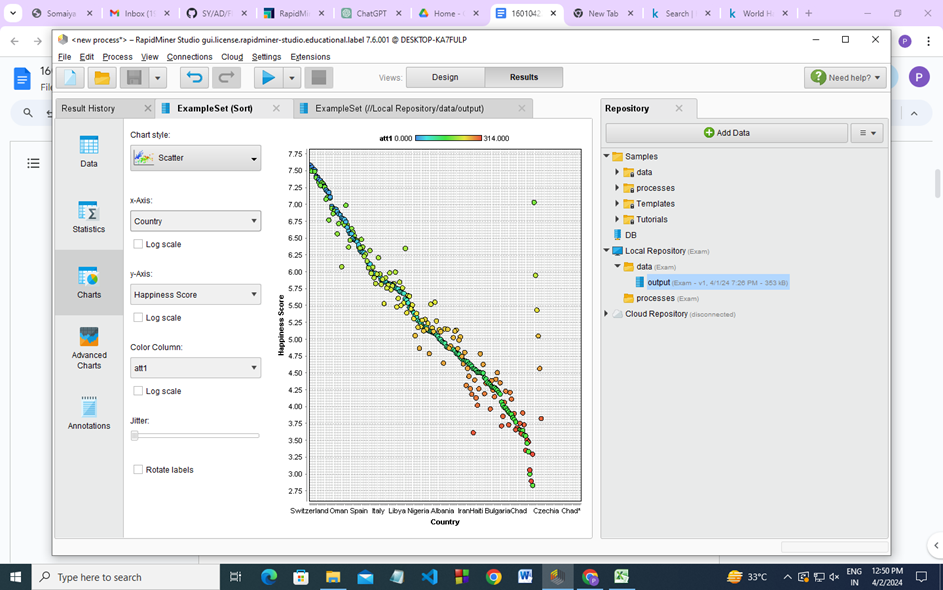 Somaiya
Inbox (1
SY/AD/F
RapidMi
ChatGPT
Home -
1601042
New Tab
Search |
World H
<new process*> – RapidMiner Studio gui.license.rapidminer-studio.educational.label 7.6.001 @ DESKTOP-KA7FULP
P
File Edit Process View Connections Cloud Settings Extensions
16
File
Views:
Design
Results
Need help?
P
Result History
ExampleSet (Sort)
ExampleSet (//Local Repository/data/output)
Repository
Data
Statistics
Charts
Advanced
Charts
Annotations
Chart style:
Scatter
x-Axis:
Country
Log scale
y-Axis:
Happiness Score
Log scale
Color Column:
att1
Log scale
Jitter:
Rotate labels
att1 0.000 314.000
7.75
7.50
7.25
7.00
6.75
6.50
6.25
6.00
5.75
5.50
5.25
5.00
4.75
4.50
4.25
4.00
3.75
3.50
3.25
3.00
2.75
Happiness Score
Switzerland Oman Spain Italy Libya Nigeria Albania Iran Haiti Bulgaria Chad Czechia Chad*
Country
Add Data
Samples
data
processes
Templates
Tutorials
DB
Local Repository (Exam)
data (Exam)
output (Exam – v1, 4/1/24 7:26 PM – 353 kB)
processes (Exam)
Cloud Repository (disconnected)
Type here to search
33°C
ENG
IN
12:50 PM
4/2/2024